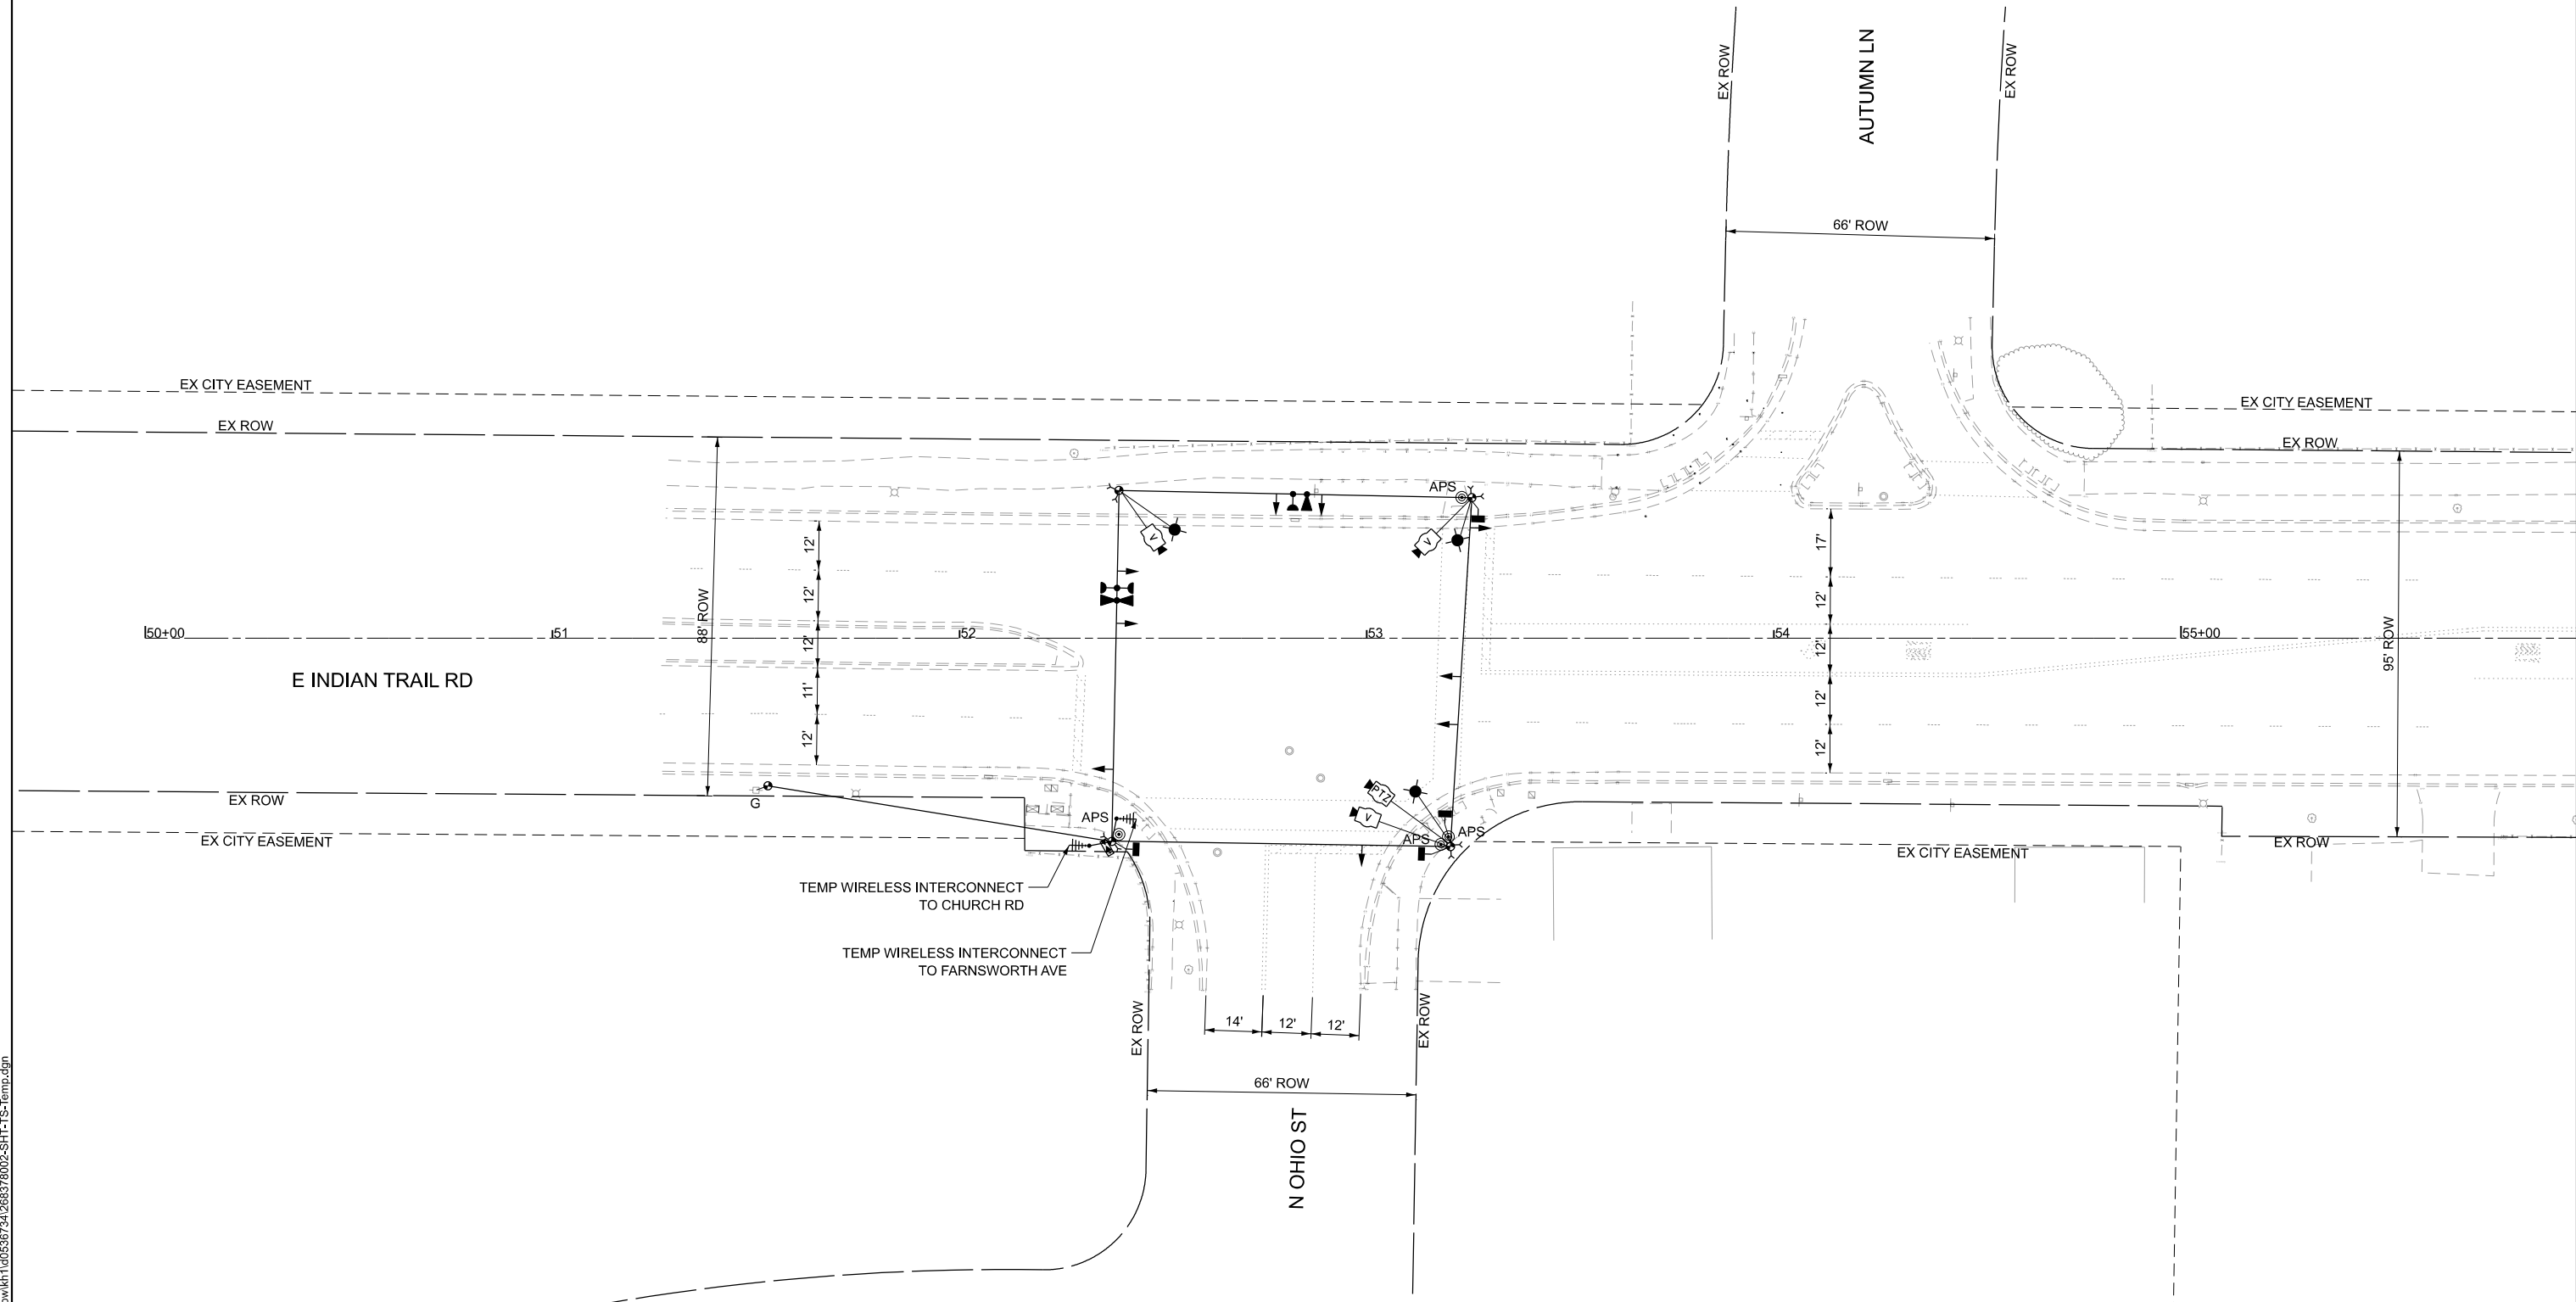 AUTUMN LN
EX ROW
EX ROW
66' ROW
EX CITY EASEMENT
EX ROW
EX CITY EASEMENT
EX ROW
APS
V
V
12'
12'
12'
11'
12'
88' ROW
17'
12'
12'
12'
12'
95' ROW
50+00
51
52
53
54
55+00
E INDIAN TRAIL RD
EX ROW
EX CITY EASEMENT
G
APS
PTZ
V
APS
APS
EX CITY EASEMENT
EX ROW
TEMP WIRELESS INTERCONNECT
TO CHURCH RD
TEMP WIRELESS INTERCONNECT
TO FARNSWORTH AVE
EX ROW
EX ROW
14'
12'
12'
66' ROW
N OHIO ST